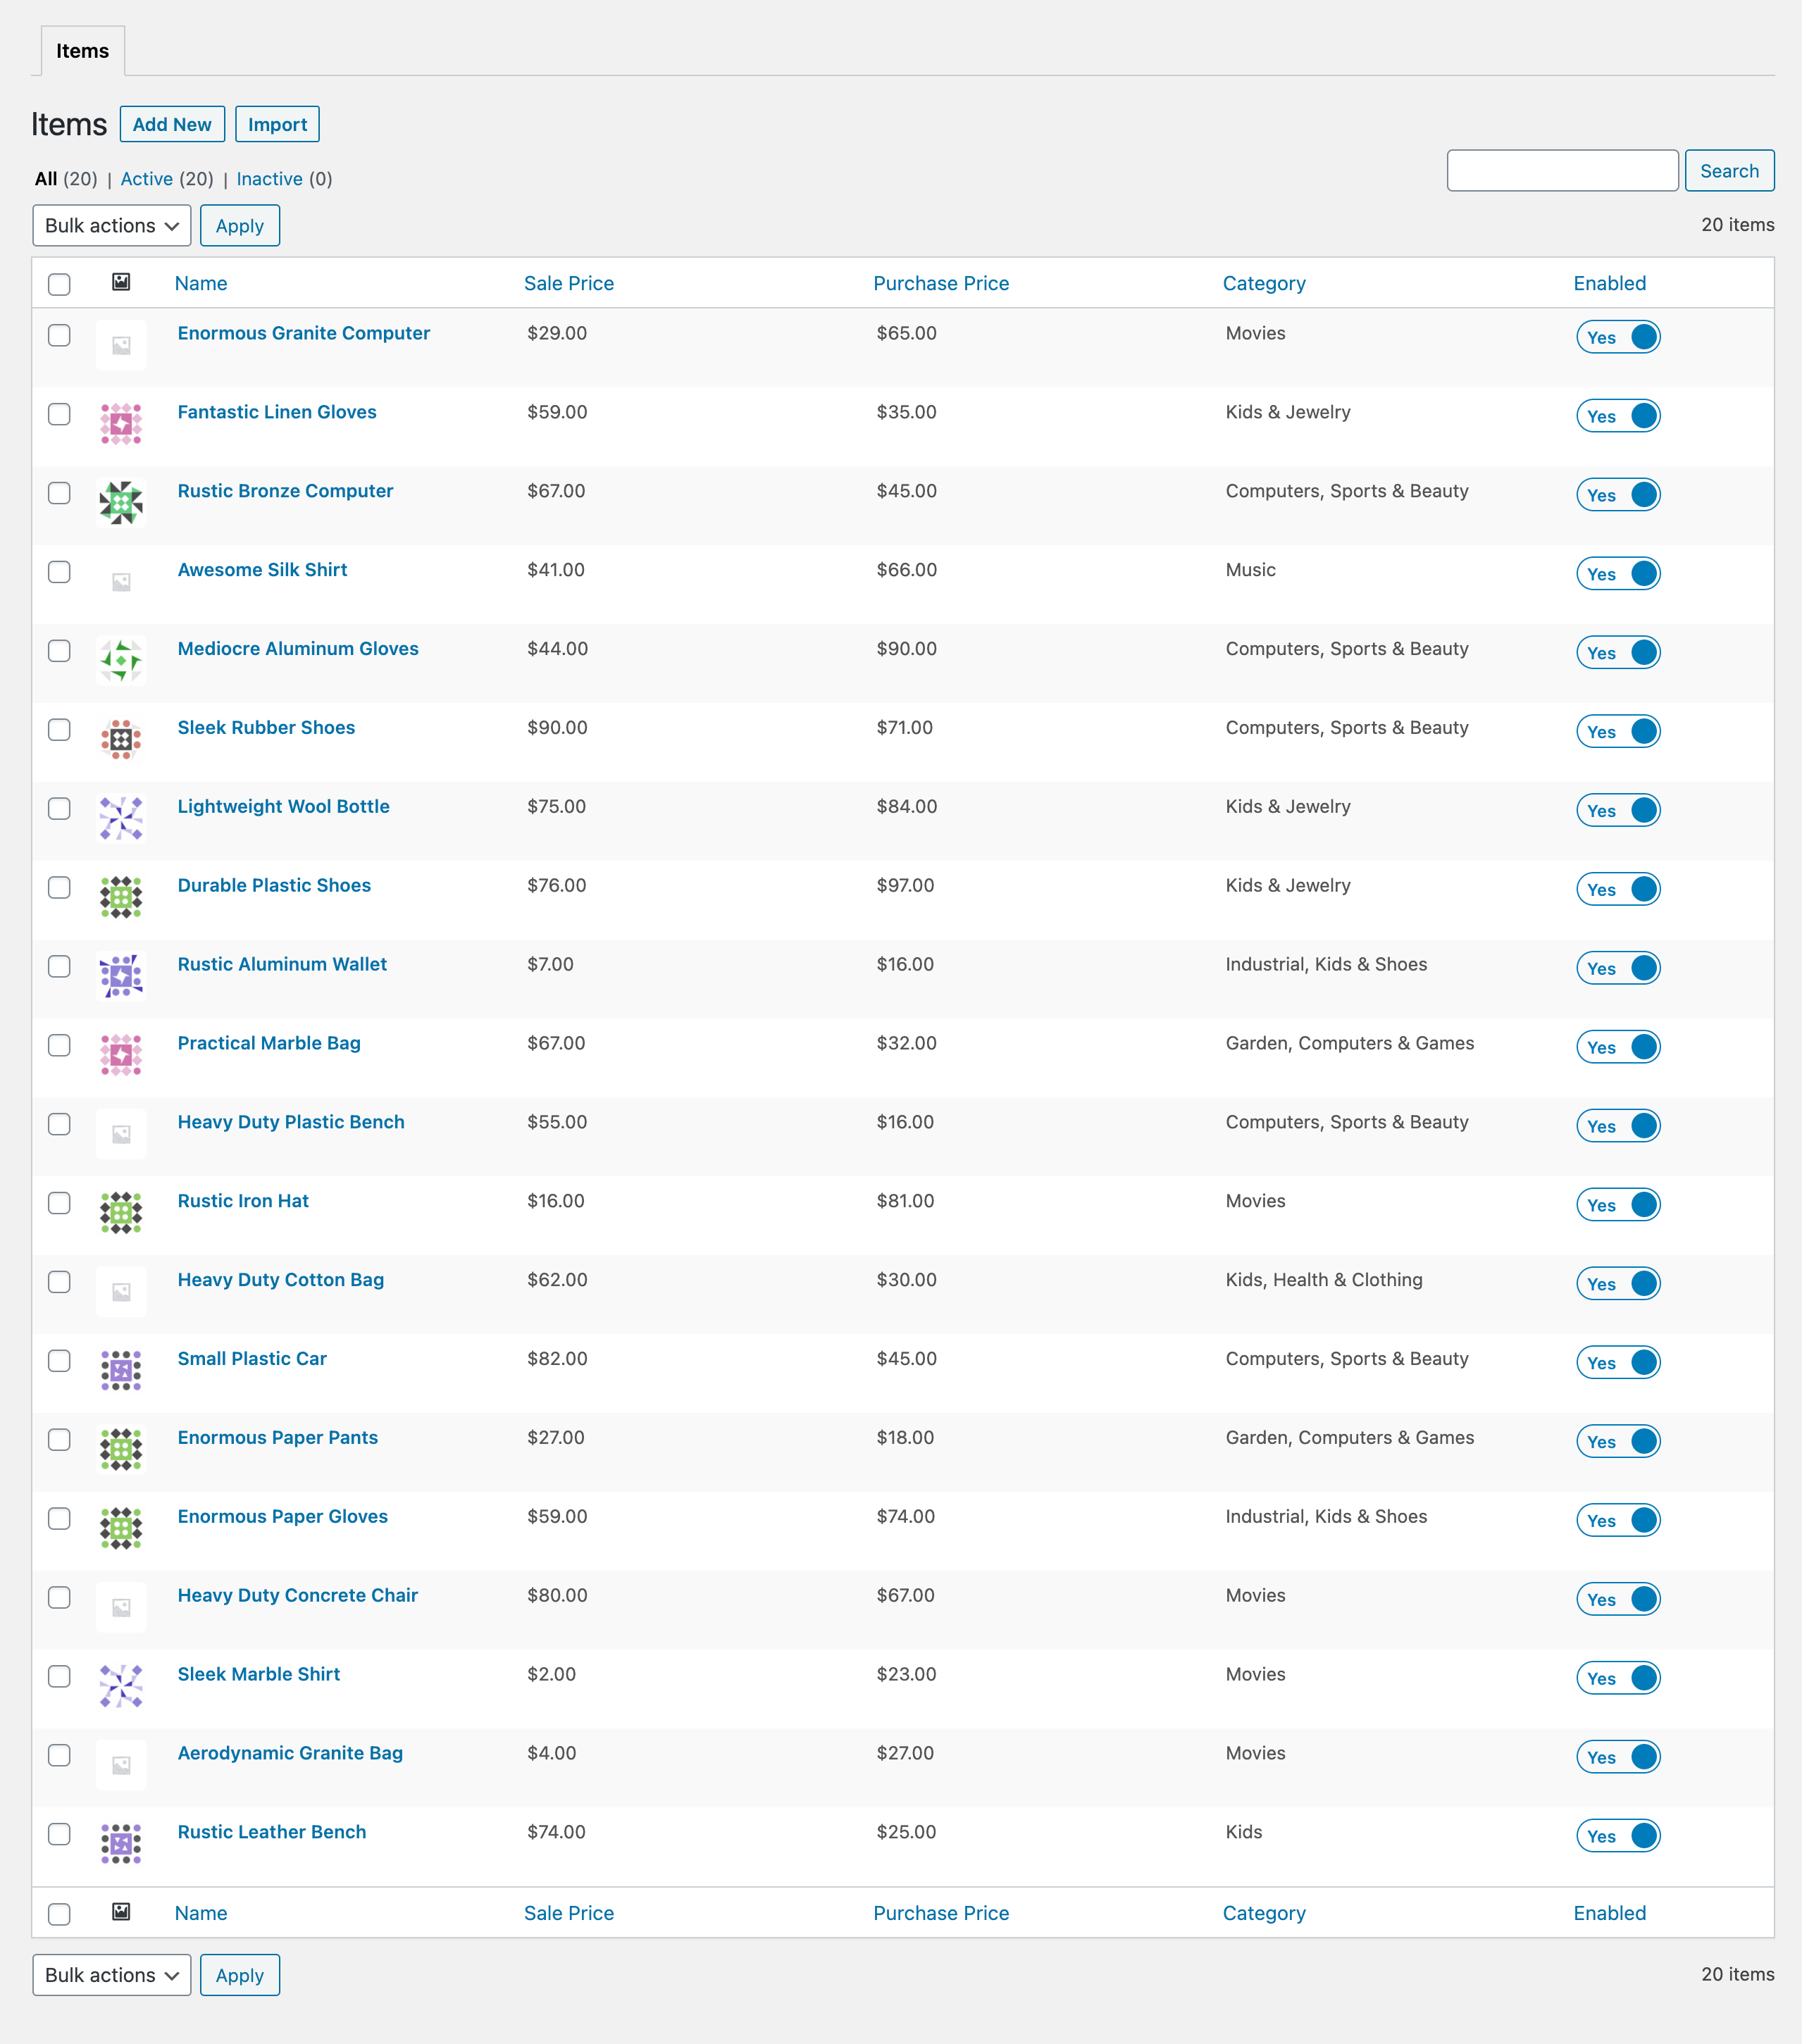 Items
Items Add New Import
All (20) | Active (20) | Inactive (0)
Search
Bulk actions Apply
20 items
Name Sale Price Purchase Price Category Enabled
Enormous Granite Computer $29.00 $65.00 Movies Yes
Fantastic Linen Gloves $59.00 $35.00 Kids & Jewelry Yes
Rustic Bronze Computer $67.00 $45.00 Computers, Sports & Beauty Yes
Awesome Silk Shirt $41.00 $66.00 Music Yes
Mediocre Aluminum Gloves $44.00 $90.00 Computers, Sports & Beauty Yes
Sleek Rubber Shoes $90.00 $71.00 Computers, Sports & Beauty Yes
Lightweight Wool Bottle $75.00 $84.00 Kids & Jewelry Yes
Durable Plastic Shoes $76.00 $97.00 Kids & Jewelry Yes
Rustic Aluminum Wallet $7.00 $16.00 Industrial, Kids & Shoes Yes
Practical Marble Bag $67.00 $32.00 Garden, Computers & Games Yes
Heavy Duty Plastic Bench $55.00 $16.00 Computers, Sports & Beauty Yes
Rustic Iron Hat $16.00 $81.00 Movies Yes
Heavy Duty Cotton Bag $62.00 $30.00 Kids, Health & Clothing Yes
Small Plastic Car $82.00 $45.00 Computers, Sports & Beauty Yes
Enormous Paper Pants $27.00 $18.00 Garden, Computers & Games Yes
Enormous Paper Gloves $59.00 $74.00 Industrial, Kids & Shoes Yes
Heavy Duty Concrete Chair $80.00 $67.00 Movies Yes
Sleek Marble Shirt $2.00 $23.00 Movies Yes
Aerodynamic Granite Bag $4.00 $27.00 Movies Yes
Rustic Leather Bench $74.00 $25.00 Kids Yes
Name Sale Price Purchase Price Category Enabled
Bulk actions Apply
20 items